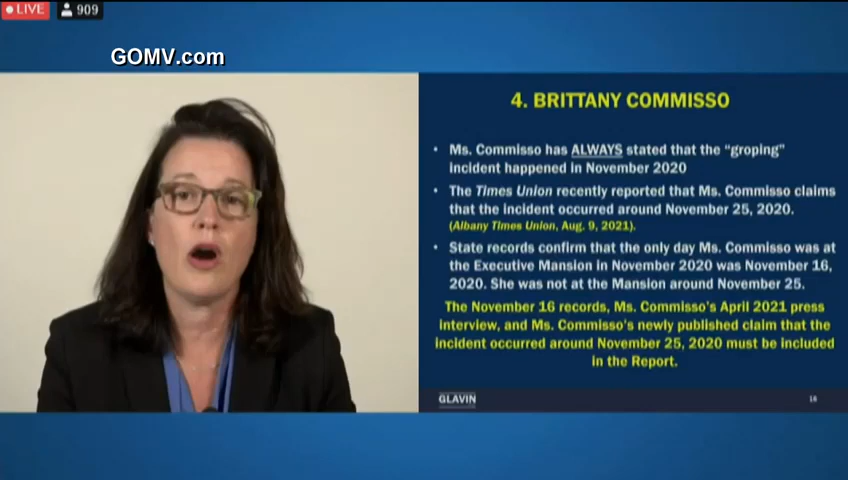 LIVE
909
GOMV.com
4. BRITTANY COMMISSO
• Ms. Commisso has ALWAYS stated that the “groping”
incident happened in November 2020
• The Times Union recently reported that Ms. Commisso claims
that the incident occurred around November 25, 2020.
(Albany Times Union, Aug. 9, 2021).
• State records confirm that the only day Ms. Commisso was at
the Executive Mansion in November 2020 was November 16,
2020. She was not at the Mansion around November 25.
The November 16 records, Ms. Commisso’s April 2021 press
interview, and Ms. Commisso’s newly published claim that the
incident occurred around November 25, 2020 must be included
in the Report.
GLAVIN
18